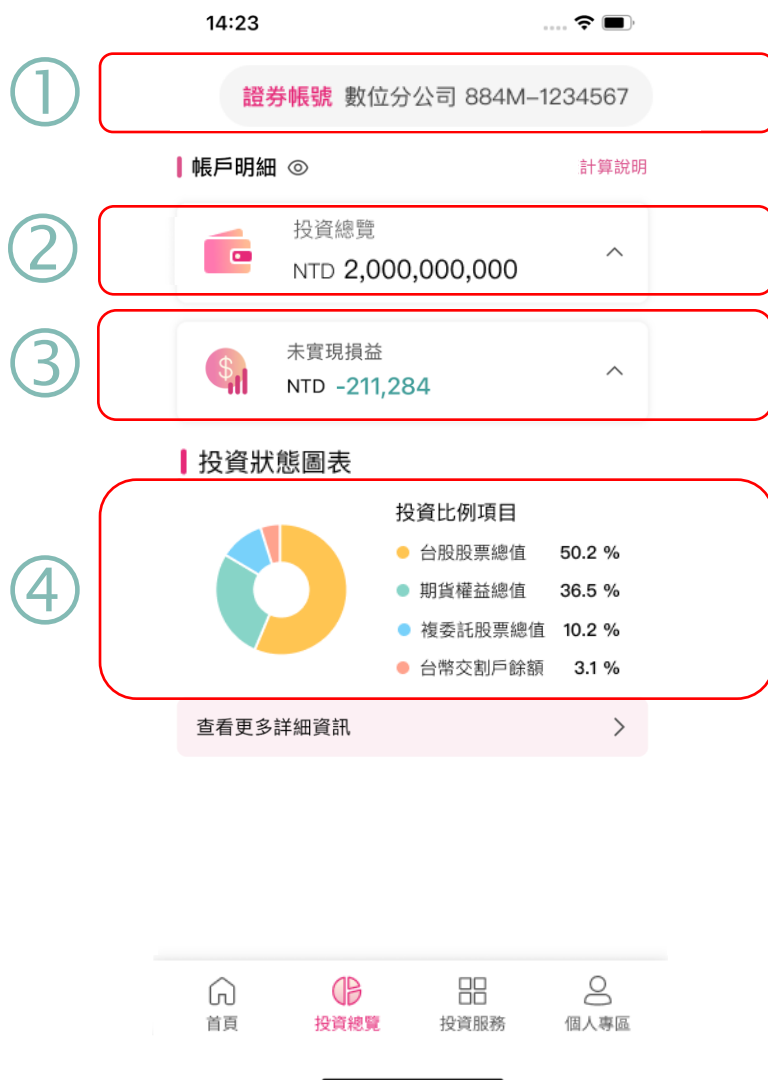 14:23
①
證券帳號 數位分公司 884M–1234567
帳戶明細
計算說明
②
投資總覽
NTD 2,000,000,000
③
未實現損益
NTD -211,284
投資狀態圖表
④
投資比例項目
台股股票總值 50.2 %
期貨權益總值 36.5 %
複委託股票總值 10.2 %
台幣交割戶餘額 3.1 %
查看更多詳細資訊
首頁 投資總覽 投資服務 個人專區